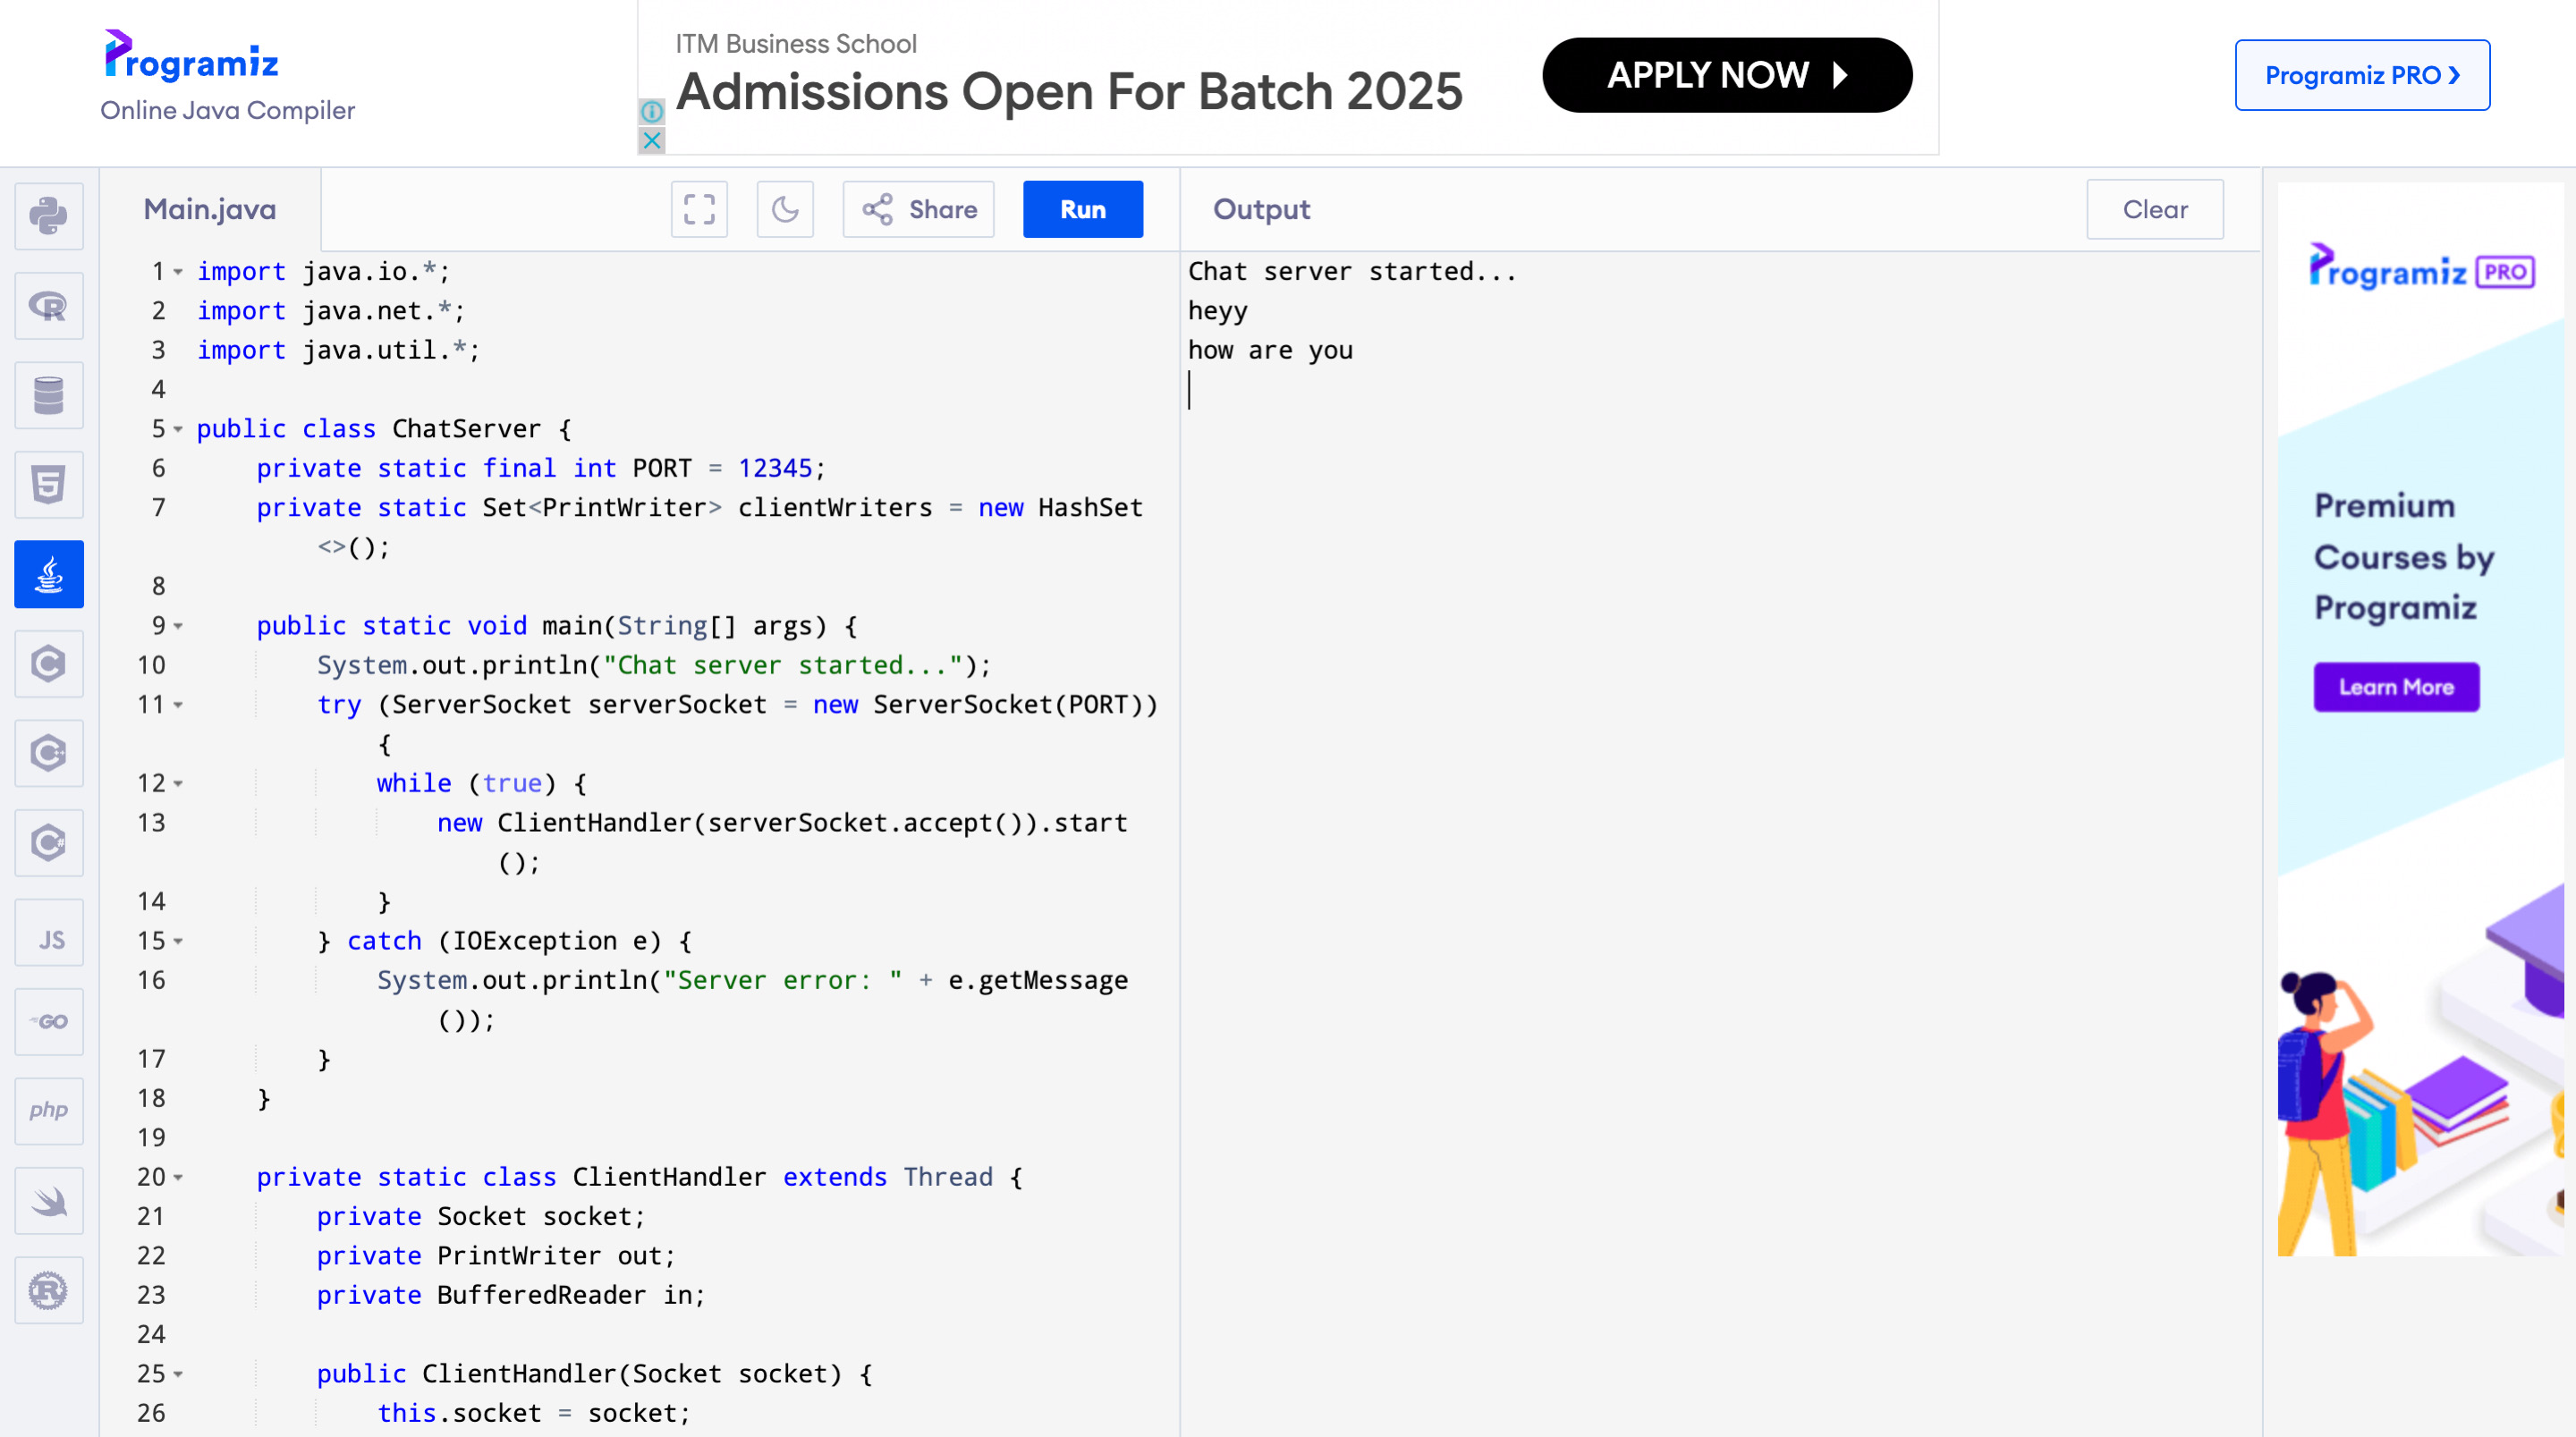 Programiz
Online Java Compiler
ITM Business School
Admissions Open For Batch 2025
APPLY NOW
Programiz PRO ❯
Main.java
Share
Run
Output
Clear
1 import java.io.*;
2 import java.net.*;
3 import java.util.*;
4
5 public class ChatServer {
6 private static final int PORT = 12345;
7 private static Set<PrintWriter> clientWriters = new HashSet
<>();
8
9 public static void main(String[] args) {
10 System.out.println("Chat server started...");
11 try (ServerSocket serverSocket = new ServerSocket(PORT))
{
12 while (true) {
13 new ClientHandler(serverSocket.accept()).start
();
14 }
15 } catch (IOException e) {
16 System.out.println("Server error: " + e.getMessage
());
17 }
18 }
19
20 private static class ClientHandler extends Thread {
21 private Socket socket;
22 private PrintWriter out;
23 private BufferedReader in;
24
25 public ClientHandler(Socket socket) {
26 this.socket = socket;
Chat server started...
heyy
how are you
R
5
C
C++
C#
JS
GO
php
R
Programiz PRO
Premium
Courses by
Programiz
Learn More